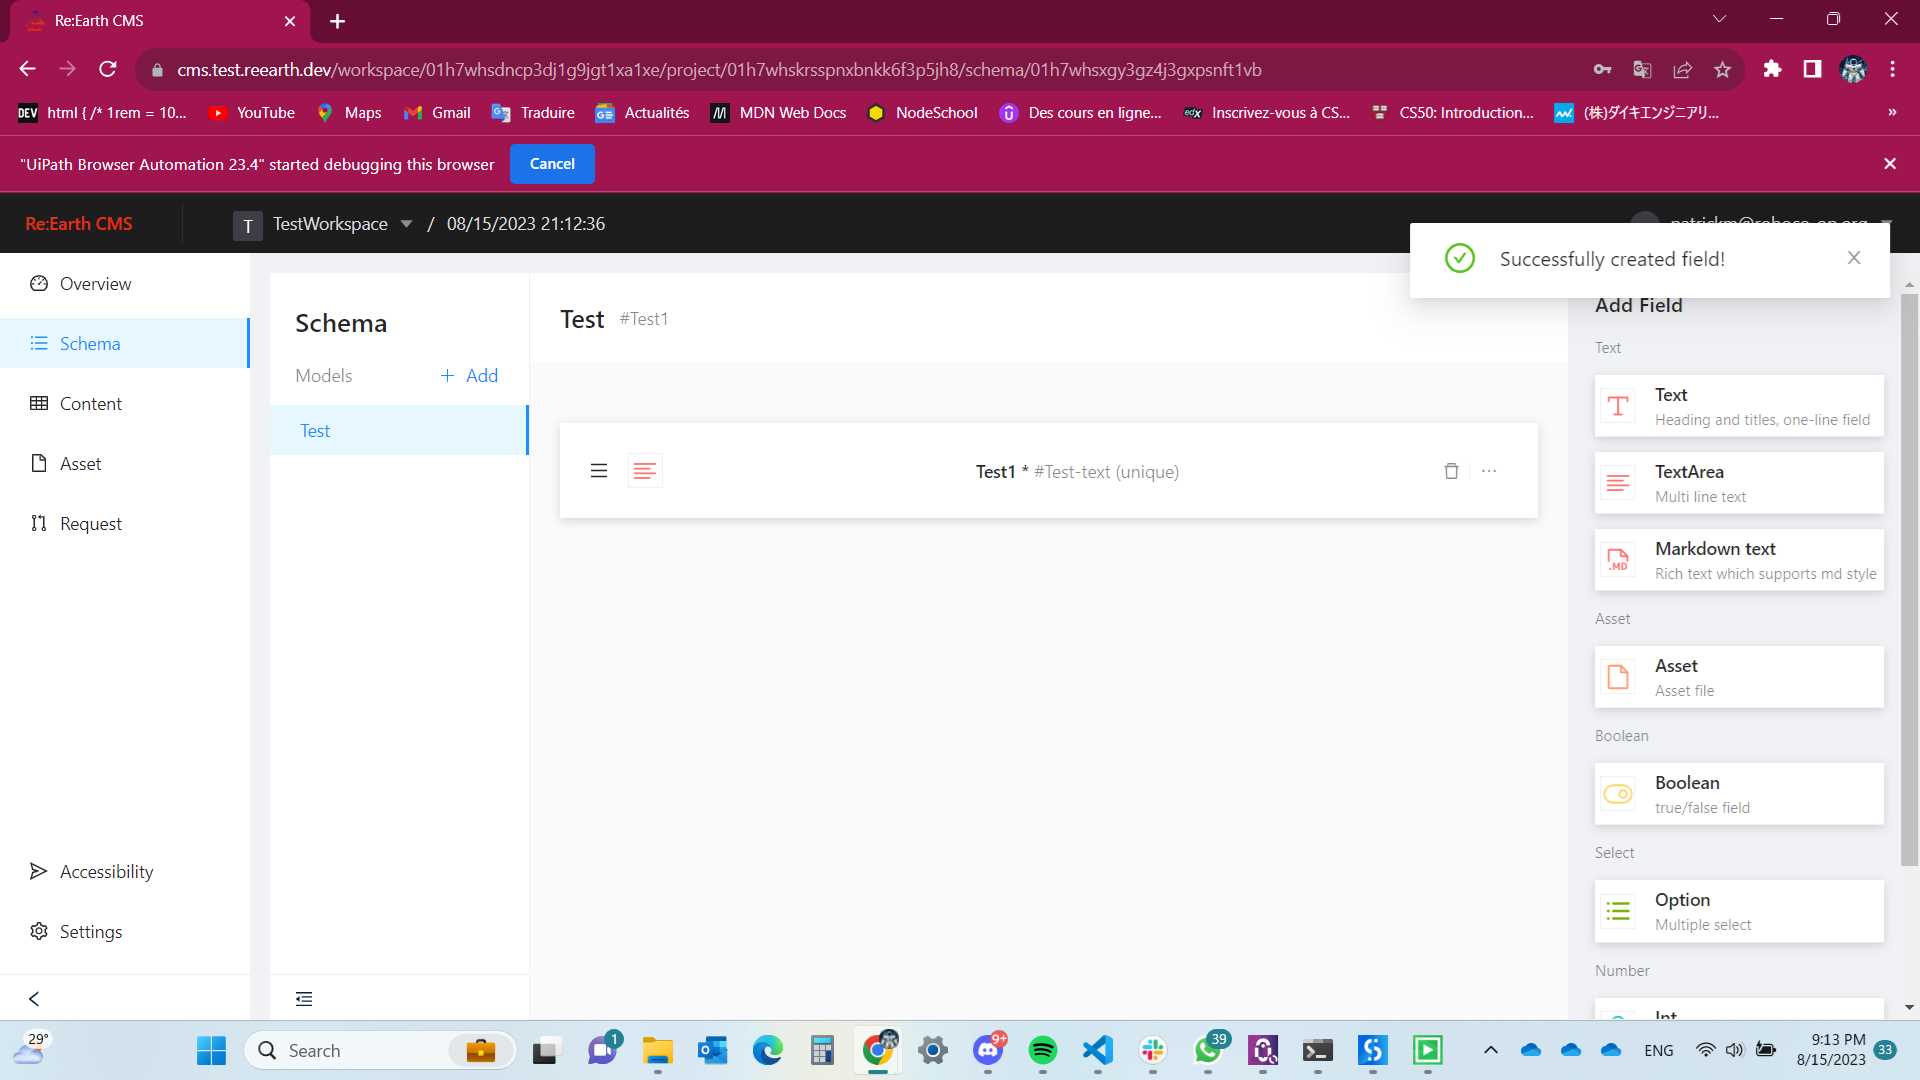 Re:Earth CMS
cms.test.reearth.dev/workspace/01h7whsdncp3dj1g9jgt1xa1xe/project/01h7whskrsspnxbnkk6f3p5jh8/schema/01h7whsxgy3gz4j3gxpsnft1vb
DEV html { /* 1rem = 10... YouTube Maps Gmail Traduire Actualités MDN Web Docs NodeSchool Des cours en ligne... edX Inscrivez-vous à CS... CS50: Introduction... (株)ダイキエンジニアリ... »
"UiPath Browser Automation 23.4" started debugging this browser Cancel
Re:Earth CMS T TestWorkspace / 08/15/2023 21:12:36
Successfully created field!
Overview
Schema
Content
Asset
Request
Accessibility
Settings
Schema
Models + Add
Test
Test #Test1
Test1 * #Test-text (unique)
Add Field
Text
Text
Heading and titles, one-line field
TextArea
Multi line text
.MD
Markdown text
Rich text which supports md style
Asset
Asset
Asset file
Boolean
Boolean
true/false field
Select
Option
Multiple select
Number
Int
29°
Search
1
9+
39
ENG
9:13 PM
8/15/2023
33